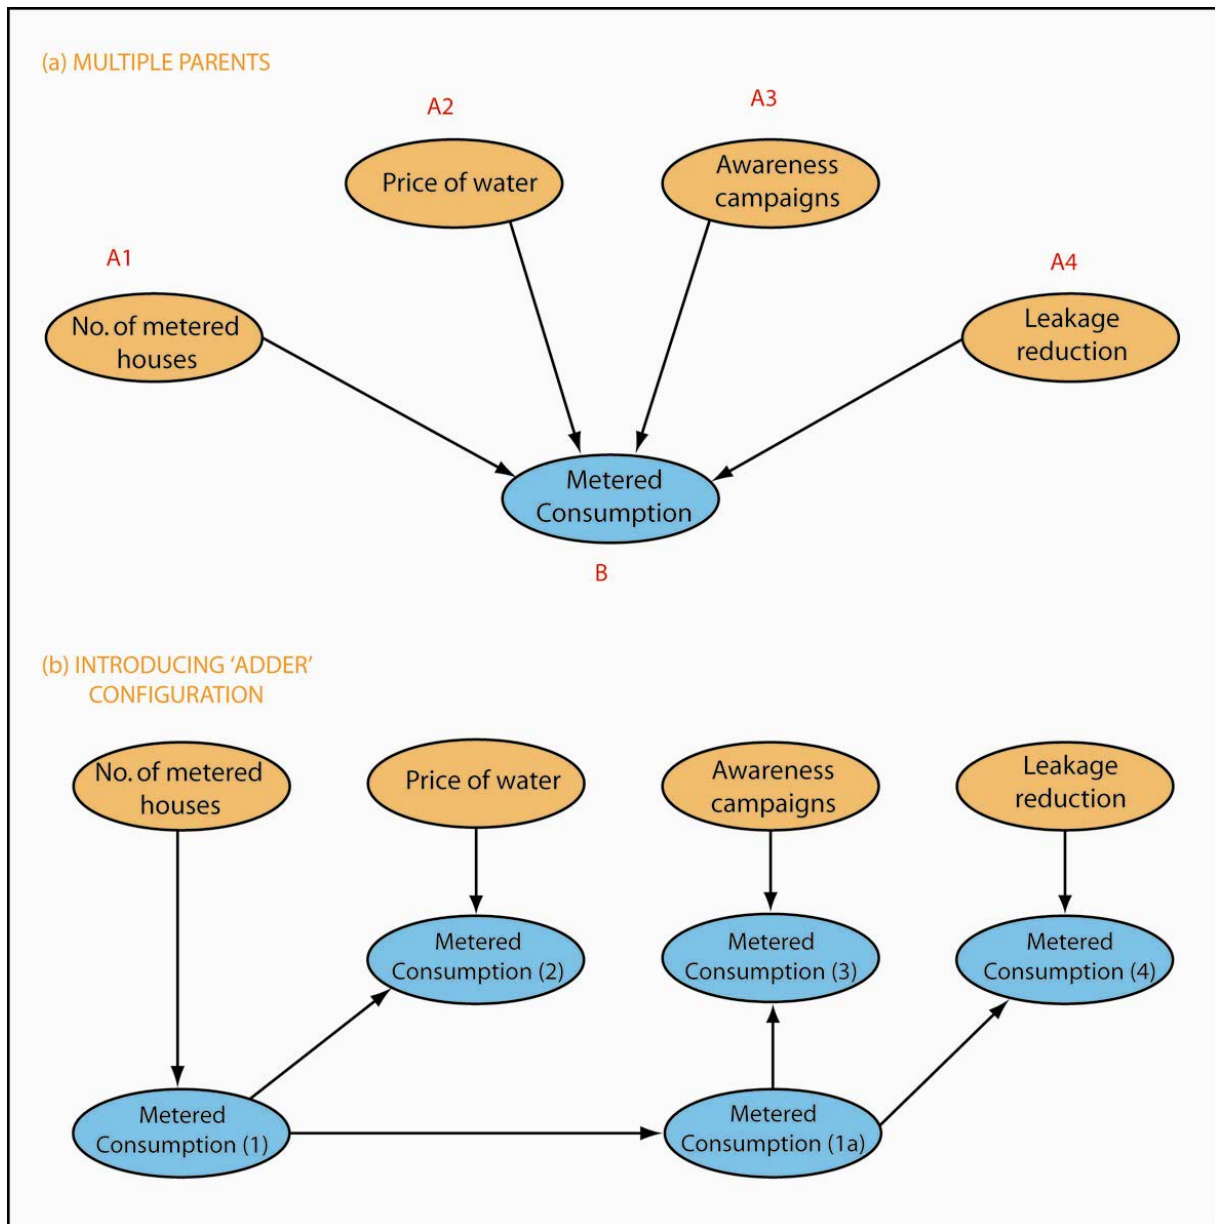 (a) MULTIPLE PARENTS
A2
A3
Price of water
Awareness
campaigns
A1
A4
No. of metered
houses
Leakage
reduction
Metered
Consumption
B
(b) INTRODUCING ‘ADDER’
CONFIGURATION
No. of metered
houses
Price of water
Awareness
campaigns
Leakage
reduction
Metered
Consumption (2)
Metered
Consumption (3)
Metered
Consumption (4)
Metered
Consumption (1)
Metered
Consumption (1a)